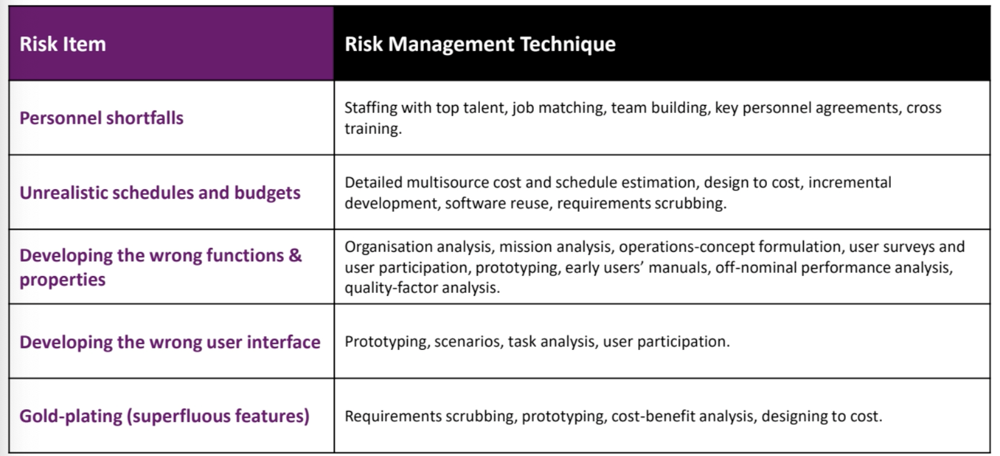 Risk Item
Risk Management Technique
Personnel shortfalls
Staffing with top talent, job matching, team building, key personnel agreements, cross
training.
Unrealistic schedules and budgets
Detailed multisource cost and schedule estimation, design to cost, incremental
development, software reuse, requirements scrubbing.
Developing the wrong functions &
properties
Organisation analysis, mission analysis, operations-concept formulation, user surveys and
user participation, prototyping, early users’ manuals, off-nominal performance analysis,
quality-factor analysis.
Developing the wrong user interface
Prototyping, scenarios, task analysis, user participation.
Gold-plating (superfluous features)
Requirements scrubbing, prototyping, cost-benefit analysis, designing to cost.